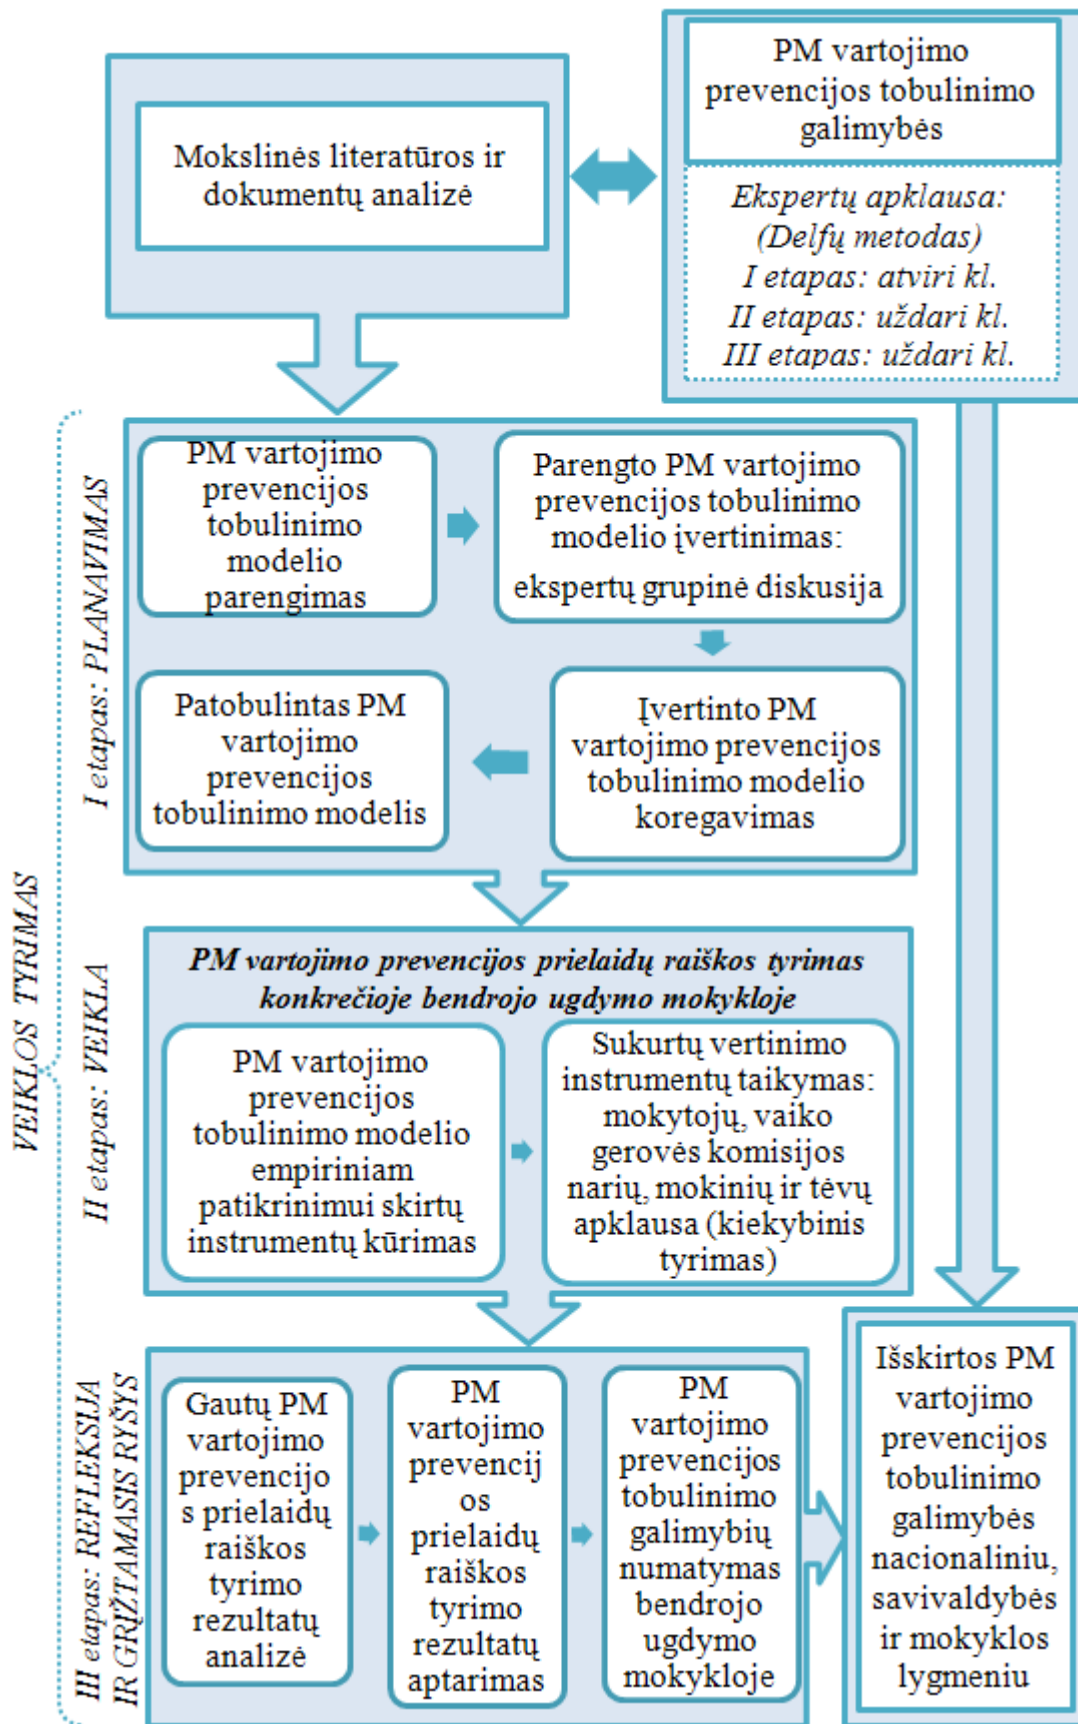 PM vartojimo
prevencijos tobulinimo
galimybės
Mokslinės literatūros ir
dokumentų analizė
Ekspertų apklausa:
(Delfų metodas)
I etapas: atviri kl.
II etapas: uždari kl.
III etapas: uždari kl.
VEIKLOS TYRIMAS
I etapas: PLANAVIMAS
PM vartojimo
prevencijos
tobulinimo
modelio
parengimas
Parengto PM vartojimo
prevencijos tobulinimo
modelio įvertinimas:
ekspertų grupinė diskusija
Patobulintas PM
vartojimo
prevencijos
tobulinimo modelis
Įvertinto PM
vartojimo prevencijos
tobulinimo modelio
koregavimas
II etapas: VEIKLA
PM vartojimo prevencijos prielaidų raiškos tyrimas
konkrečioje bendrojo ugdymo mokykloje
PM vartojimo
prevencijos
tobulinimo modelio
empiriniam
patikrinimui skirtų
instrumentų kūrimas
Sukurtų vertinimo
instrumentų taikymas:
mokytojų, vaiko
gerovės komisijos
narių, mokinių ir tėvų
apklausa (kiekybinis
tyrimas)
III etapas: REFLEKSIJA
IR GRĮŽTAMASIS RYŠYS
Gautų PM
vartojimo
prevencijo
s prielaidų
raiškos
tyrimo
rezultatų
analizė
PM
vartojimo
prevencij
os
prielaidų
raiškos
tyrimo
rezultatų
aptarimas
PM
vartojimo
prevencijos
tobulinimo
galimybių
numatymas
bendrojo
ugdymo
mokykloje
Išskirtos PM
vartojimo
prevencijos
tobulinimo
galimybės
nacionaliniu,
savivaldybės
ir mokyklos
lygmeniu